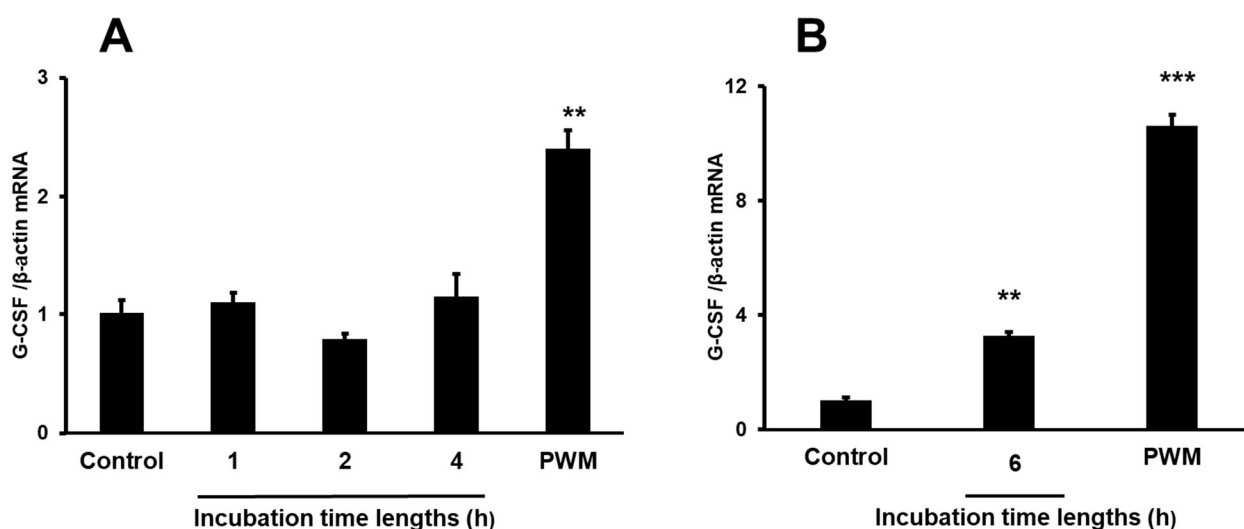 A
G-CSF /β-actin mRNA
3
2
1
0
**
Control 1 2 4 PWM
Incubation time lengths (h)
B
G-CSF /β-actin mRNA
12
8
4
0
**
***
Control 6 PWM
Incubation time lengths (h)